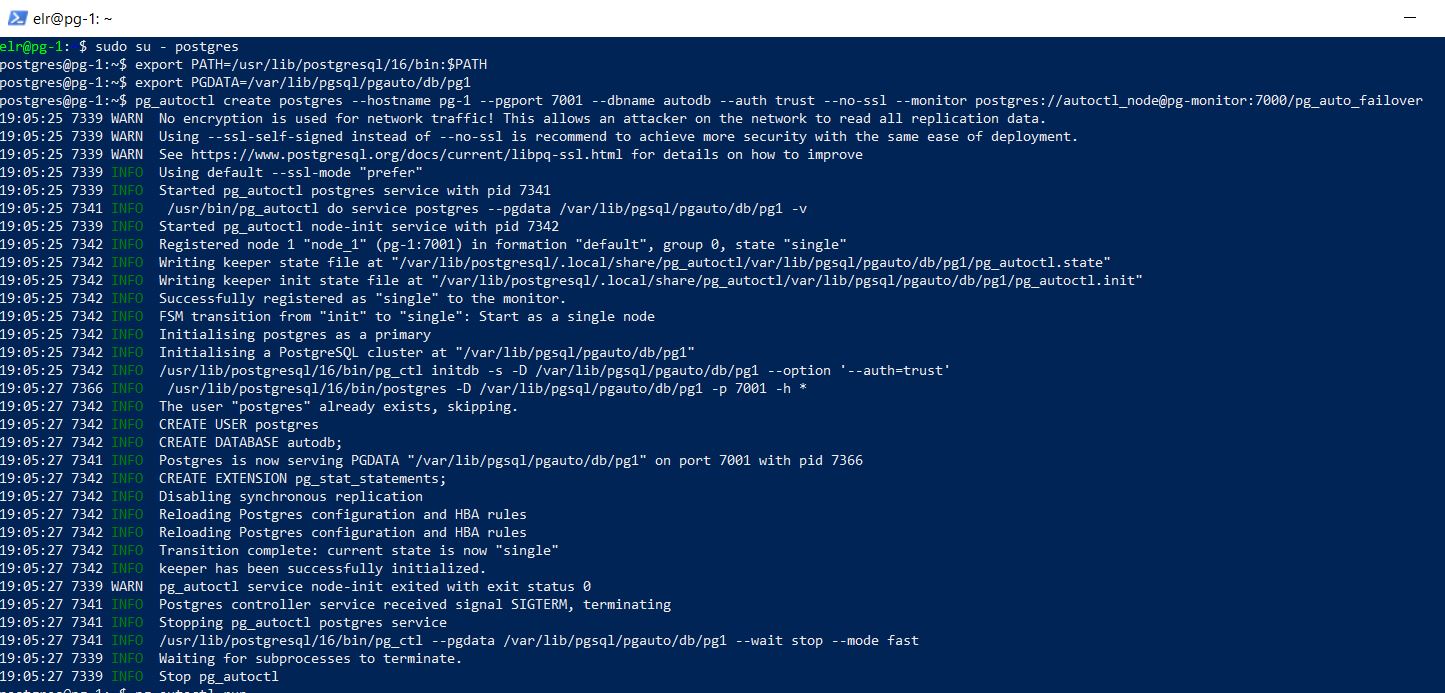 elr@pg-1: ~
elr@pg-1: $ sudo su - postgres
postgres@pg-1:~$ export PATH=/usr/lib/postgresql/16/bin:$PATH
postgres@pg-1:~$ export PGDATA=/var/lib/pgsql/pgauto/db/pg1
postgres@pg-1:~$ pg_autoctl create postgres --hostname pg-1 --pgport 7001 --dbname autodb --auth trust --no-ssl --monitor postgres://autoctl_node@pg-monitor:7000/pg_auto_failover
19:05:25 7339 WARN  No encryption is used for network traffic! This allows an attacker on the network to read all replication data.
19:05:25 7339 WARN  Using --ssl-self-signed instead of --no-ssl is recommend to achieve more security with the same ease of deployment.
19:05:25 7339 WARN  See https://www.postgresql.org/docs/current/libpq-ssl.html for details on how to improve
19:05:25 7339 INFO  Using default --ssl-mode "prefer"
19:05:25 7339 INFO  Started pg_autoctl postgres service with pid 7341
19:05:25 7341 INFO   /usr/bin/pg_autoctl do service postgres --pgdata /var/lib/pgsql/pgauto/db/pg1 -v
19:05:25 7339 INFO  Started pg_autoctl node-init service with pid 7342
19:05:25 7342 INFO  Registered node 1 "node_1" (pg-1:7001) in formation "default", group 0, state "single"
19:05:25 7342 INFO  Writing keeper state file at "/var/lib/postgresql/.local/share/pg_autoctl/var/lib/pgsql/pgauto/db/pg1/pg_autoctl.state"
19:05:25 7342 INFO  Writing keeper init state file at "/var/lib/postgresql/.local/share/pg_autoctl/var/lib/pgsql/pgauto/db/pg1/pg_autoctl.init"
19:05:25 7342 INFO  Successfully registered as "single" to the monitor.
19:05:25 7342 INFO  FSM transition from "init" to "single": Start as a single node
19:05:25 7342 INFO  Initialising postgres as a primary
19:05:25 7342 INFO  Initialising a PostgreSQL cluster at "/var/lib/pgsql/pgauto/db/pg1"
19:05:25 7342 INFO  /usr/lib/postgresql/16/bin/pg_ctl initdb -s -D /var/lib/pgsql/pgauto/db/pg1 --option '--auth=trust'
19:05:27 7366 INFO   /usr/lib/postgresql/16/bin/postgres -D /var/lib/pgsql/pgauto/db/pg1 -p 7001 -h *
19:05:27 7342 INFO  The user "postgres" already exists, skipping.
19:05:27 7342 INFO  CREATE USER postgres
19:05:27 7342 INFO  CREATE DATABASE autodb;
19:05:27 7341 INFO  Postgres is now serving PGDATA "/var/lib/pgsql/pgauto/db/pg1" on port 7001 with pid 7366
19:05:27 7342 INFO  CREATE EXTENSION pg_stat_statements;
19:05:27 7342 INFO  Disabling synchronous replication
19:05:27 7342 INFO  Reloading Postgres configuration and HBA rules
19:05:27 7342 INFO  Reloading Postgres configuration and HBA rules
19:05:27 7342 INFO  Transition complete: current state is now "single"
19:05:27 7342 INFO  keeper has been successfully initialized.
19:05:27 7339 WARN  pg_autoctl service node-init exited with exit status 0
19:05:27 7341 INFO  Postgres controller service received signal SIGTERM, terminating
19:05:27 7341 INFO  Stopping pg_autoctl postgres service
19:05:27 7341 INFO  /usr/lib/postgresql/16/bin/pg_ctl --pgdata /var/lib/pgsql/pgauto/db/pg1 --wait stop --mode fast
19:05:27 7339 INFO  Waiting for subprocesses to terminate.
19:05:27 7339 INFO  Stop pg_autoctl